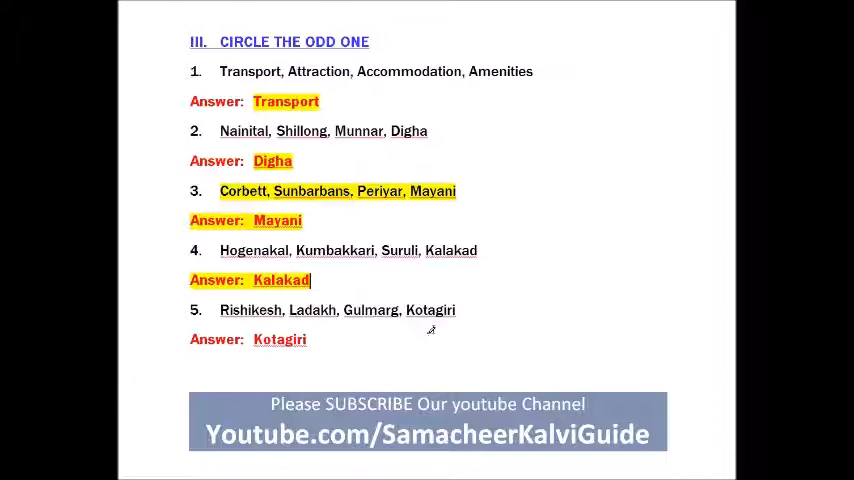 III. CIRCLE THE ODD ONE
1. Transport, Attraction, Accommodation, Amenities
Answer: Transport
2. Nainital, Shillong, Munnar, Digha
Answer: Digha
3. Corbett, Sunbarbans, Periyar, Mayani
Answer: Mayani
4. Hogenakal, Kumbakkari, Suruli, Kalakad
Answer: Kalakad
5. Rishikesh, Ladakh, Gulmarg, Kotagiri
Answer: Kotagiri
Please SUBSCRIBE Our youtube Channel
Youtube.com/SamacheerKalviGuide